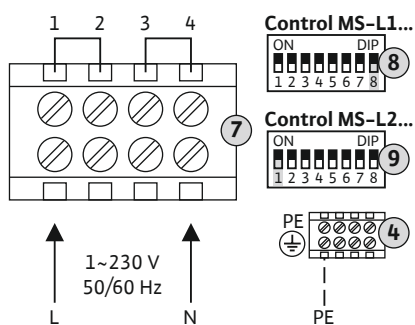 1 2 3 4
7
1~230 V
50/60 Hz
L N
Control MS-L1...
ON DIP
1 2 3 4 5 6 7 8
8
Control MS-L2...
ON DIP
1 2 3 4 5 6 7 8
9
PE
4
PE